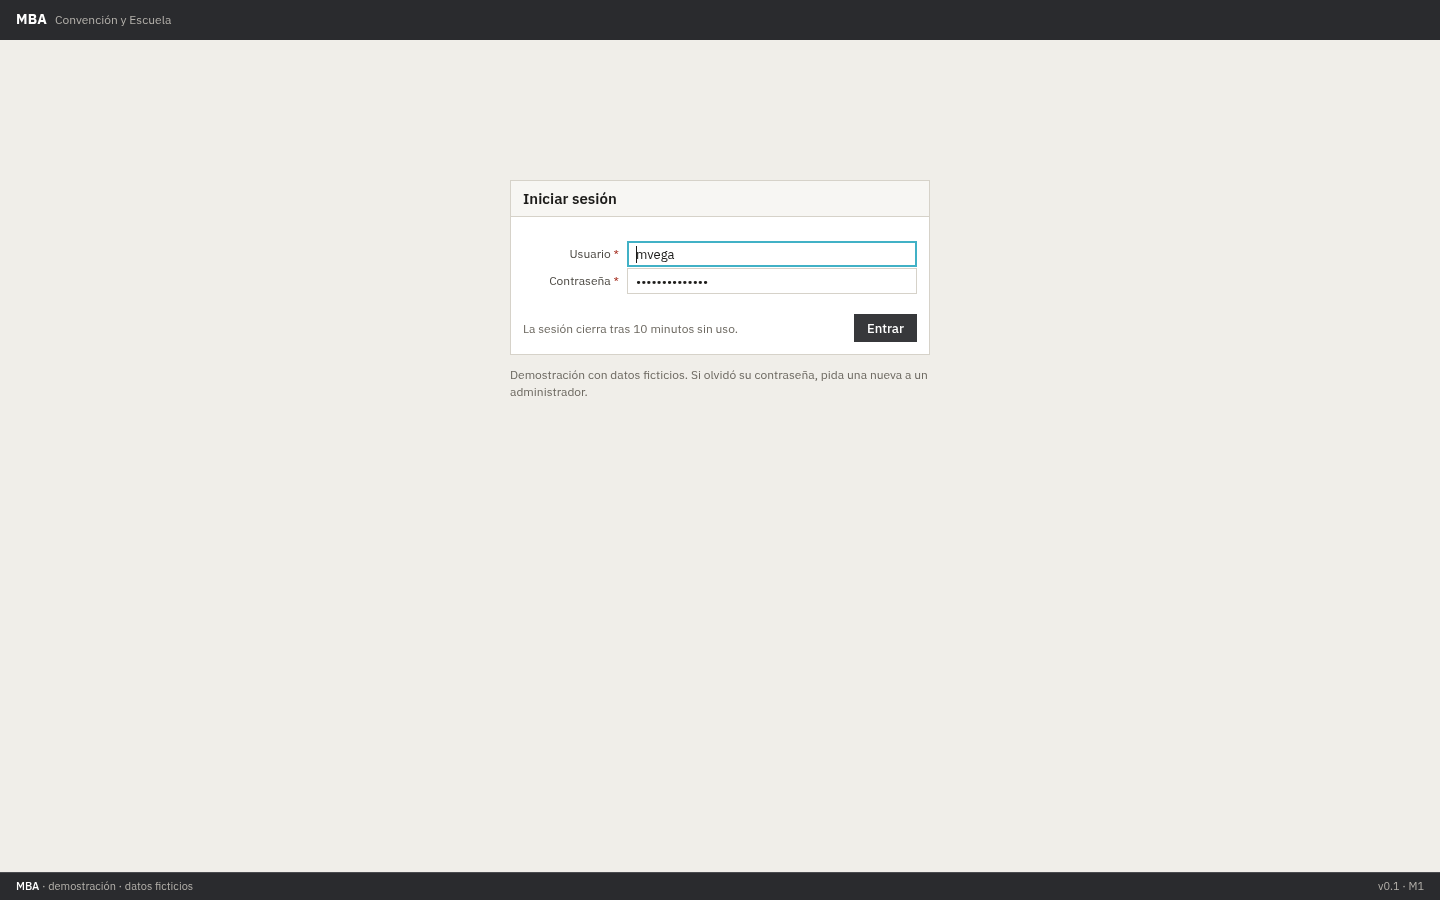 MBA Convención y Escuela
Iniciar sesión
Usuario * mvega
Contraseña * ••••••••••••••
La sesión cierra tras 10 minutos sin uso. Entrar
Demostración con datos ficticios. Si olvidó su contraseña, pida una nueva a un
administrador.
MBA · demostración · datos ficticios v0.1 · M1